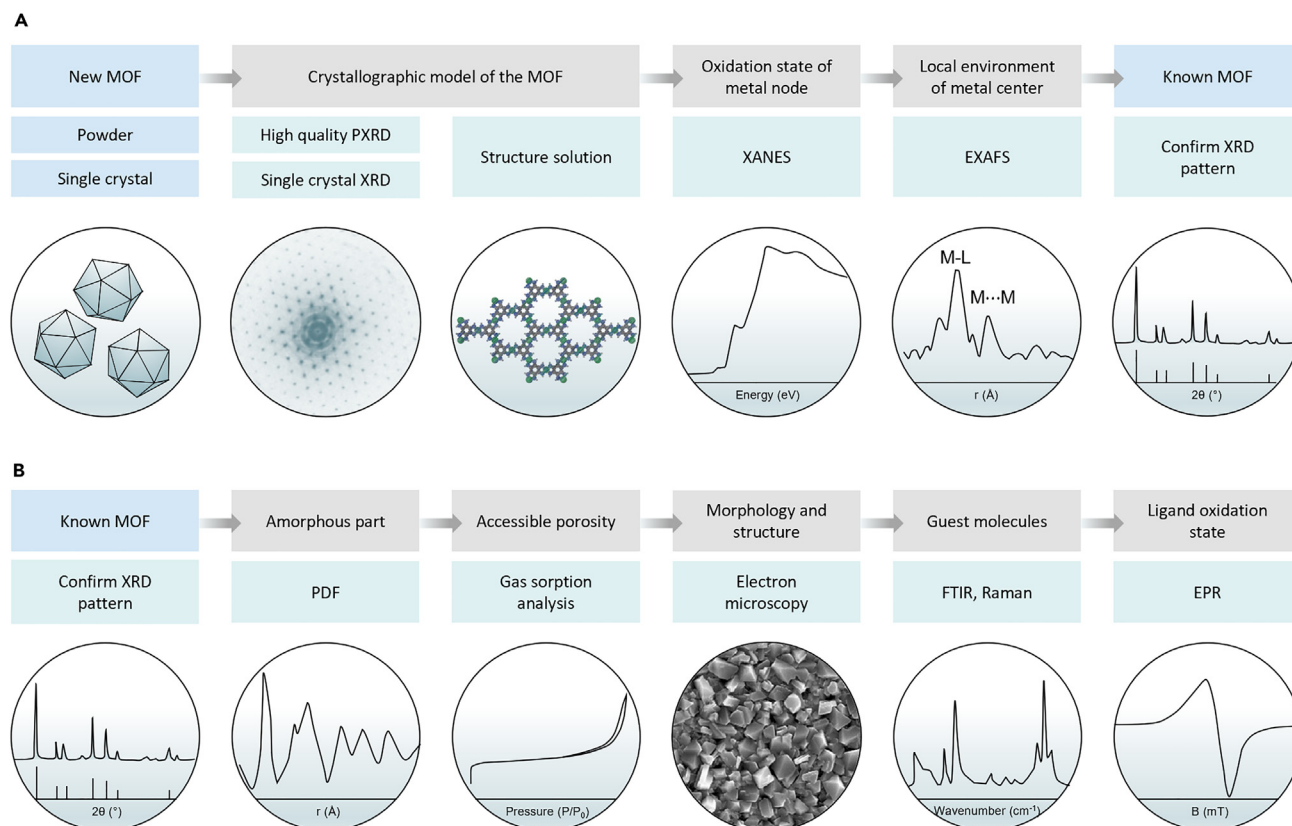 A
New MOF
Crystallographic model of the MOF
Oxidation state of
metal node
Local environment
of metal center
Known MOF
Powder
Single crystal
High quality PXRD
Single crystal XRD
Structure solution
XANES
EXAFS
Confirm XRD
pattern
Energy (eV)
M-L
M···M
r (Å)
2θ (°)
B
Known MOF
Amorphous part
Accessible porosity
Morphology and
structure
Guest molecules
Ligand oxidation
state
Confirm XRD
pattern
PDF
Gas sorption
analysis
Electron
microscopy
FTIR, Raman
EPR
2θ (°)
r (Å)
Pressure (P/P₀)
Wavenumber (cm⁻¹)
B (mT)